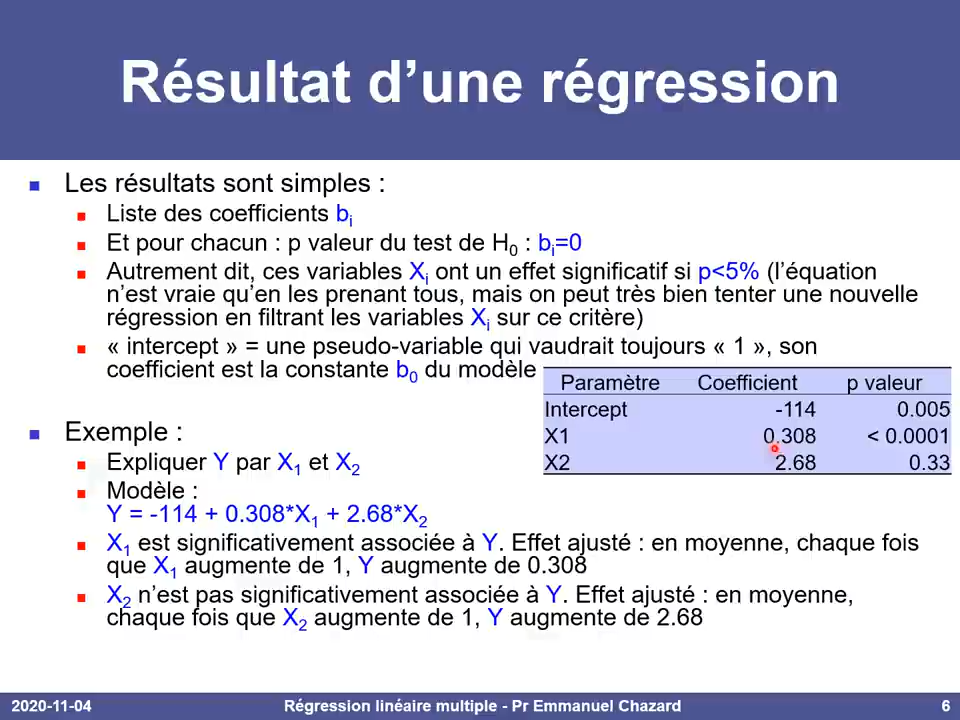 Résultat d’une régression
Les résultats sont simples :
Liste des coefficients bi
Et pour chacun : p valeur du test de H0 : bi=0
Autrement dit, ces variables Xi ont un effet significatif si p<5% (l’équation
n’est vraie qu’en les prenant tous, mais on peut très bien tenter une nouvelle
régression en filtrant les variables Xi sur ce critère)
« intercept » = une pseudo-variable qui vaudrait toujours « 1 », son
coefficient est la constante b0 du modèle
Paramètre Coefficient p valeur
Intercept -114 0.005
X1 0.308 < 0.0001
X2 2.68 0.33
Exemple :
Expliquer Y par X1 et X2
Modèle :
Y = -114 + 0.308*X1 + 2.68*X2
X1 est significativement associée à Y. Effet ajusté : en moyenne, chaque fois
que X1 augmente de 1, Y augmente de 0.308
X2 n’est pas significativement associée à Y. Effet ajusté : en moyenne,
chaque fois que X2 augmente de 1, Y augmente de 2.68
2020-11-04 Régression linéaire multiple - Pr Emmanuel Chazard 6